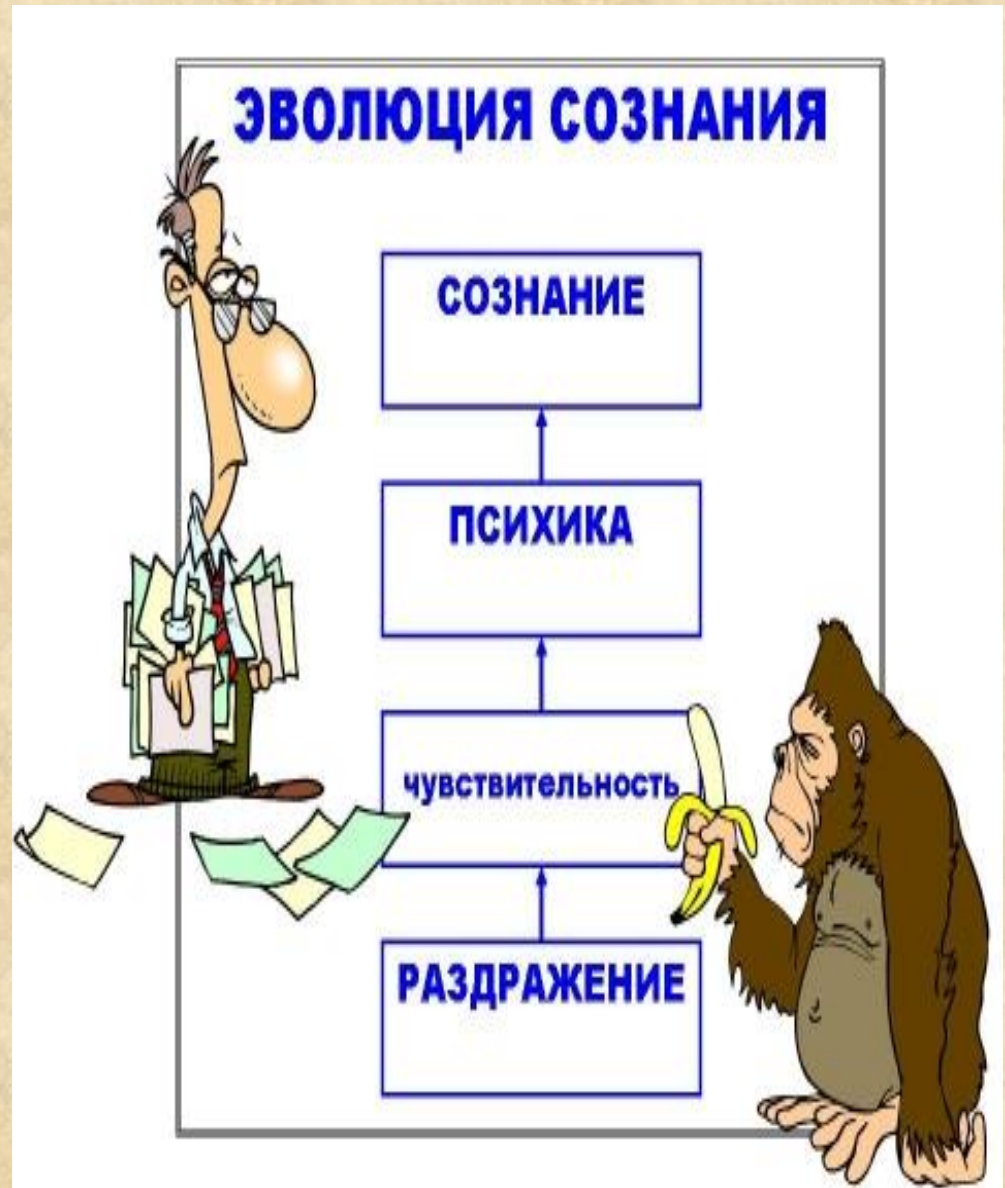 ЭВОЛЮЦИЯ СОЗНАНИЯ
СОЗНАНИЕ
ПСИХИКА
чувствительность
РАЗДРАЖЕНИЕ